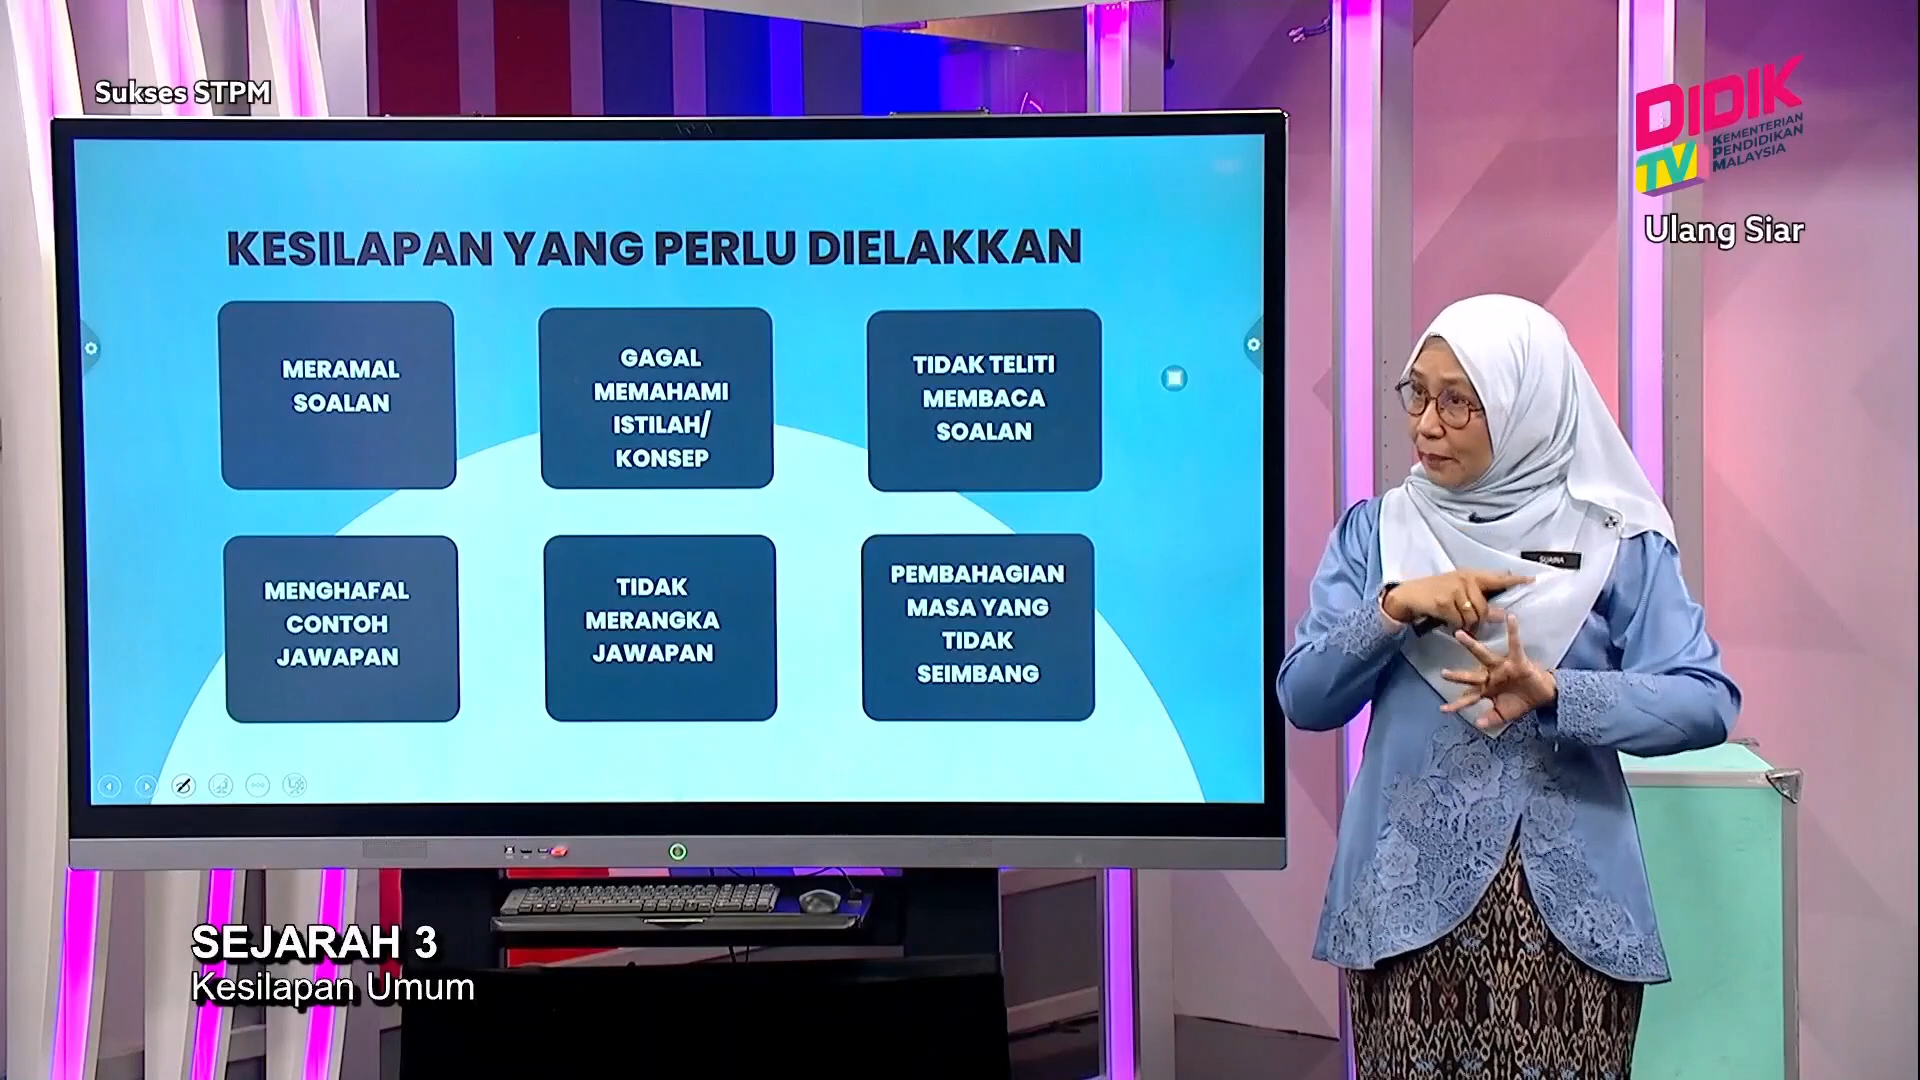 Sukses STPM
DIDIK
TV
KEMENTERIAN
PENDIDIKAN
MALAYSIA
Ulang Siar
KESILAPAN YANG PERLU DIELAKKAN
MERAMAL
SOALAN
GAGAL
MEMAHAMI
ISTILAH/
KONSEP
TIDAK TELITI
MEMBACA
SOALAN
MENGHAFAL
CONTOH
JAWAPAN
TIDAK
MERANGKA
JAWAPAN
PEMBAHAGIAN
MASA YANG
TIDAK
SEIMBANG
SEJARAH 3
Kesilapan Umum